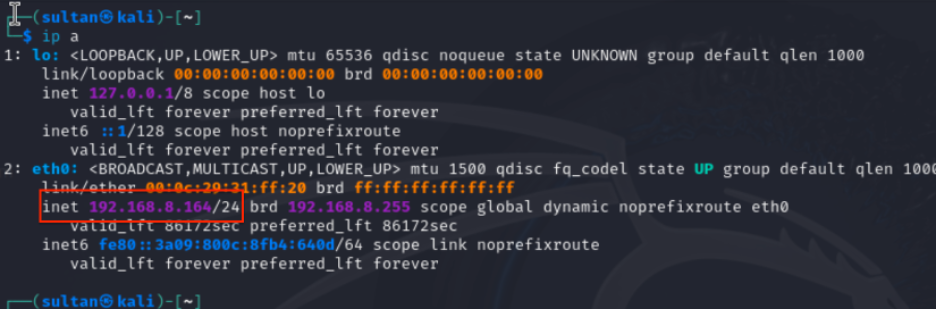 ┌──(sultan㉿kali)-[~]
└─$ ip a
1: lo: <LOOPBACK,UP,LOWER_UP> mtu 65536 qdisc noqueue state UNKNOWN group default qlen 1000
link/loopback 00:00:00:00:00:00 brd 00:00:00:00:00:00
inet 127.0.0.1/8 scope host lo
valid_lft forever preferred_lft forever
inet6 ::1/128 scope host noprefixroute
valid_lft forever preferred_lft forever
2: eth0: <BROADCAST,MULTICAST,UP,LOWER_UP> mtu 1500 qdisc fq_codel state UP group default qlen 1000
link/ether 00:0c:29:31:ff:20 brd ff:ff:ff:ff:ff:ff
inet 192.168.8.164/24 brd 192.168.8.255 scope global dynamic noprefixroute eth0
valid_lft 86172sec preferred_lft 86172sec
inet6 fe80::3a09:800c:8fb4:640d/64 scope link noprefixroute
valid_lft forever preferred_lft forever
┌──(sultan㉿kali)-[~]